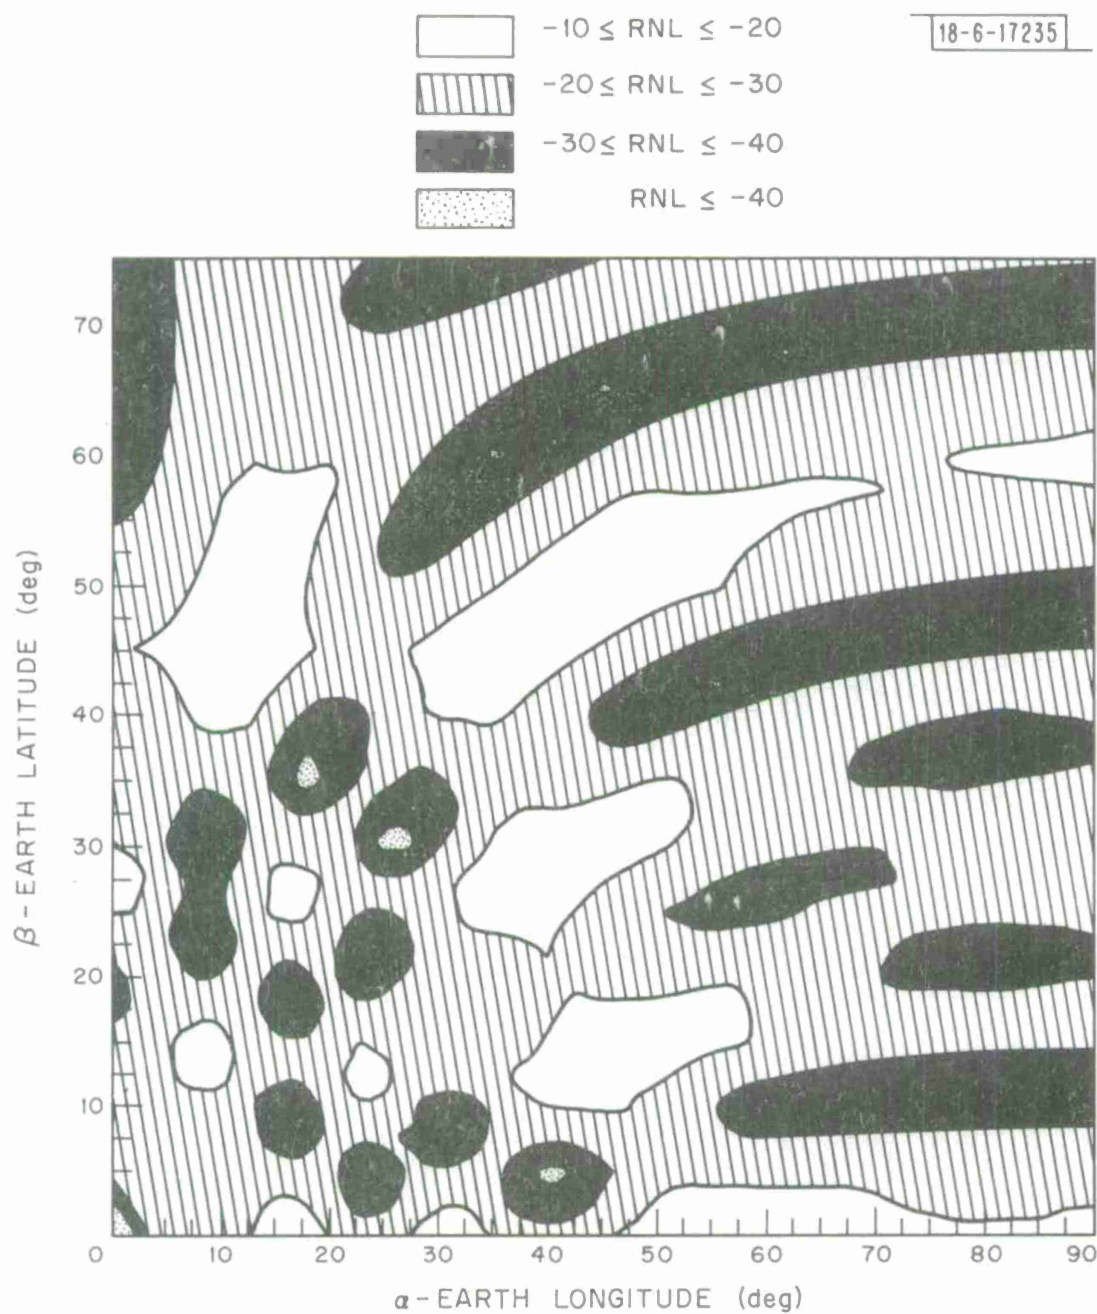 -10 ≤ RNL ≤ -20
18-6-17235
-20 ≤ RNL ≤ -30
-30 ≤ RNL ≤ -40
RNL ≤ -40
70
60
50
40
30
20
10
β-EARTH LATITUDE (deg)
0 10 20 30 40 50 60 70 80 90
α-EARTH LONGITUDE (deg)